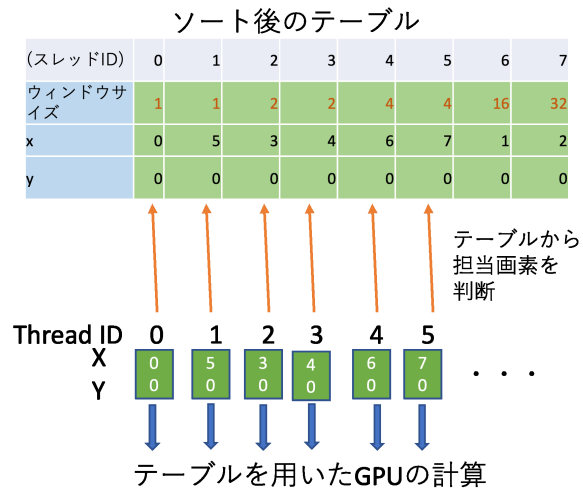 ソート後のテーブル
(スレッドID) 0 1 2 3 4 5 6 7
ウィンドウサ
イズ 1 1 2 2 4 4 16 32
x 0 5 3 4 6 7 1 2
y 0 0 0 0 0 0 0 0
テーブルから
担当画素を
判断
Thread ID 0 1 2 3 4 5
X 0 5 3 4 6 7
Y 0 0 0 0 0 0
・・・
テーブルを用いたGPUの計算